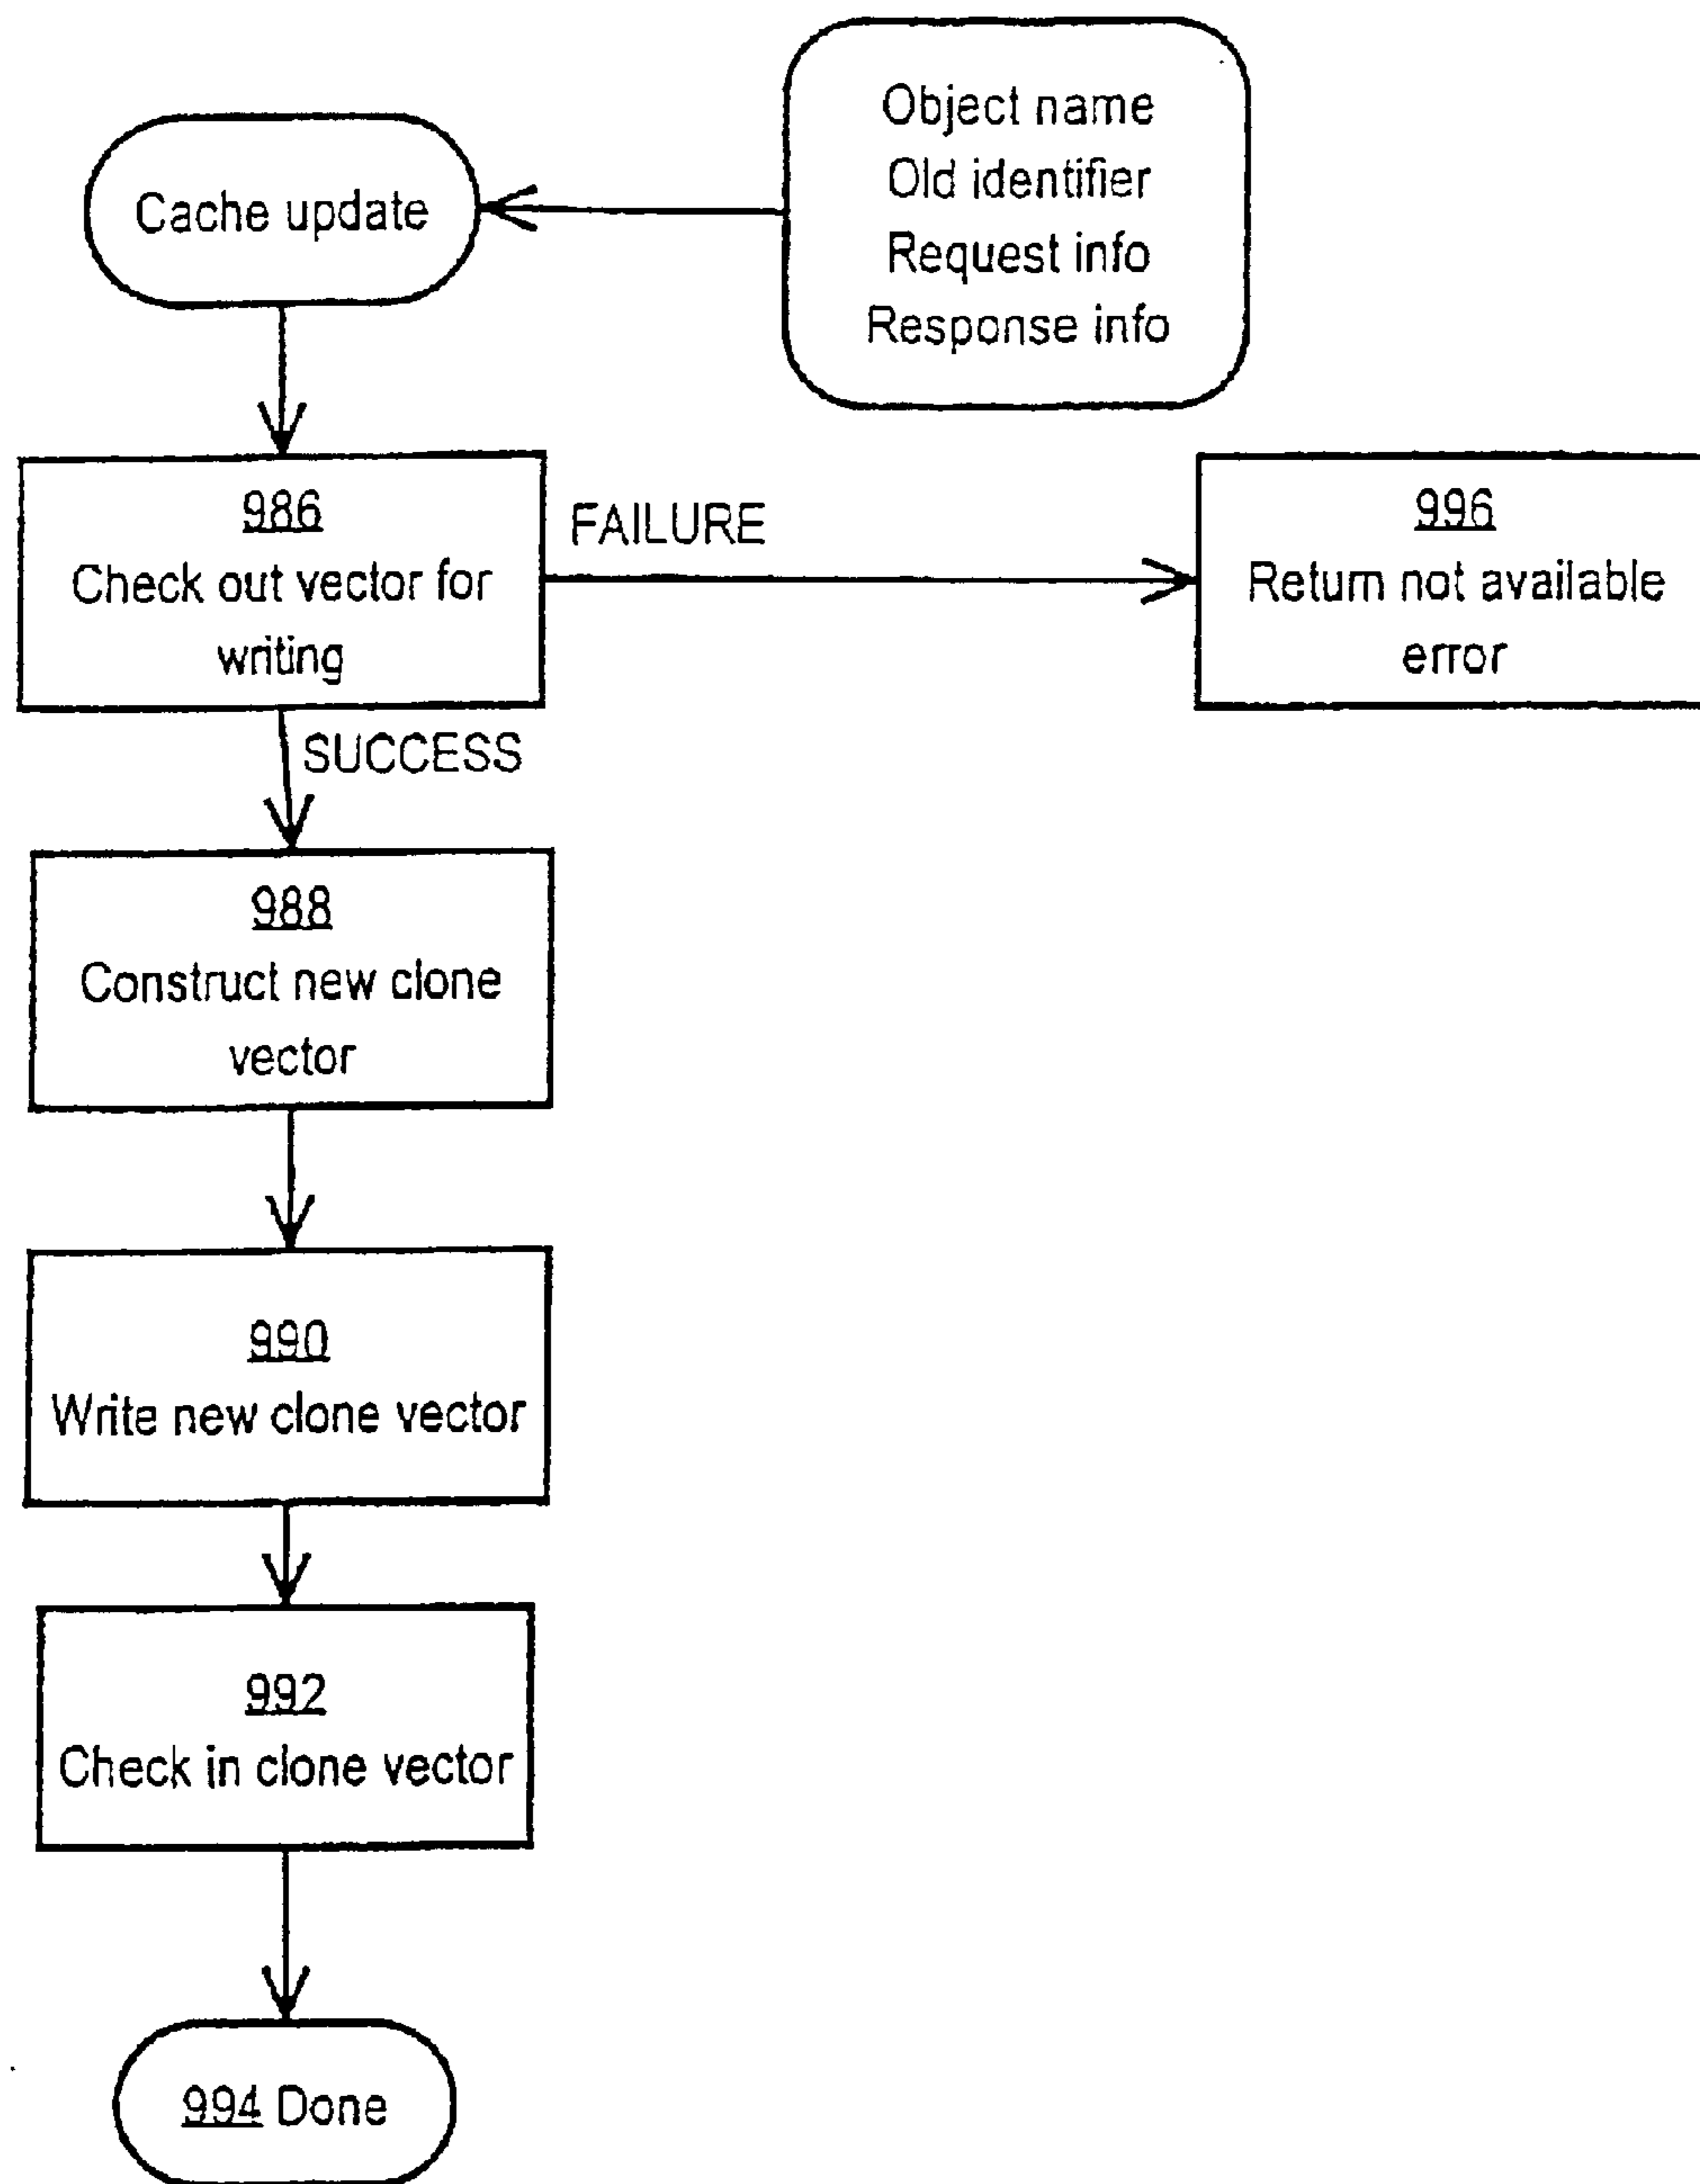 Object name
Old identifier
Request info
Response info
Cache update
986
Check out vector for
writing
FAILURE
996
Return not available
error
SUCCESS
988
Construct new clone
vector
990
Write new clone vector
992
Check in clone vector
994 Done